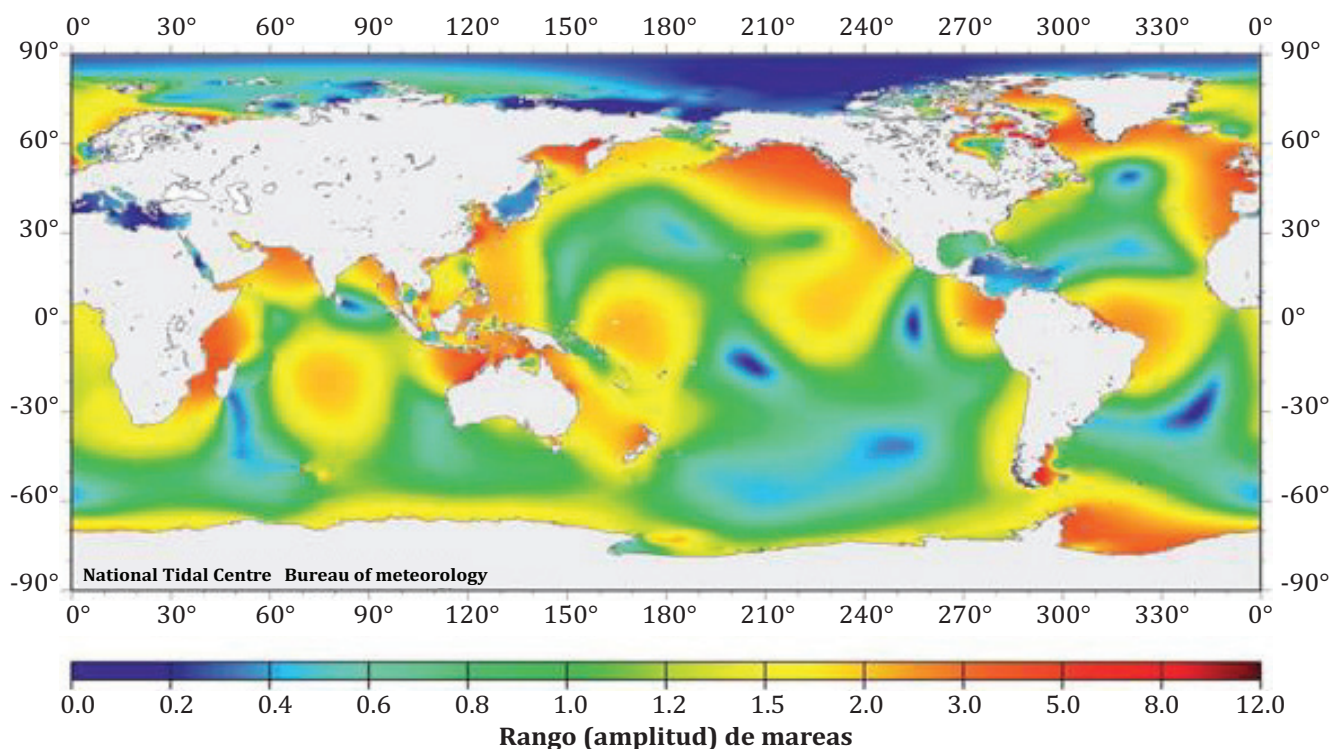 0° 30° 60° 90° 120° 150° 180° 210° 240° 270° 300° 330° 0°
90° 90°
60° 60°
30° 30°
0° 0°
-30° -30°
-60° -60°
-90° National Tidal Centre Bureau of meteorology -90°
0° 30° 60° 90° 120° 150° 180° 210° 240° 270° 300° 330° 0°
0.0 0.2 0.4 0.6 0.8 1.0 1.2 1.5 2.0 3.0 5.0 8.0 12.0
Rango (amplitud) de mareas